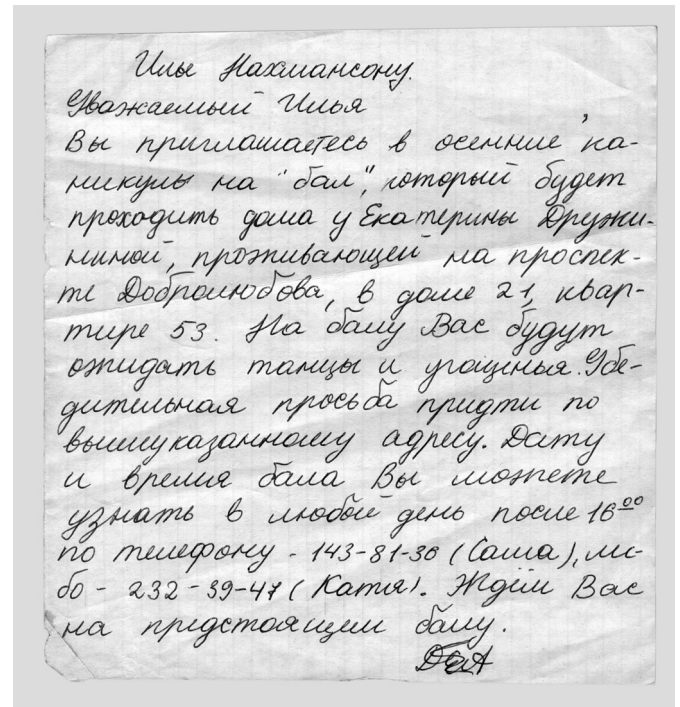 Илье Нахмансону.
Уважаемый Илья
Вы приглашаетесь в осенние ка-
никулы на "бал", который будет
проходить дома у Екатерины Дружи-
ниной, проживающей на проспек-
те Добролюбова, в доме 21, квар-
тире 53. На балу Вас будут
ожидать танцы и угощенья. Убе-
дительная просьба придти по
вышеуказанному адресу. Дату
и время бала Вы можете
узнать в любой день после 16⁰⁰
по телефону - 143-81-36 (Саша), ли-
бо - 232-39-47 (Катя). Ждём Вас
на предстоящем балу.